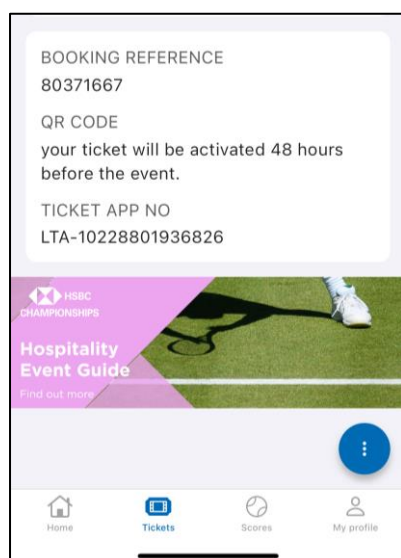 BOOKING REFERENCE
80371667
QR CODE
your ticket will be activated 48 hours
before the event.
TICKET APP NO
LTA-10228801936826
HSBC
CHAMPIONSHIPS
Hospitality
Event Guide
Find out more
Home
Tickets
Scores
My profile